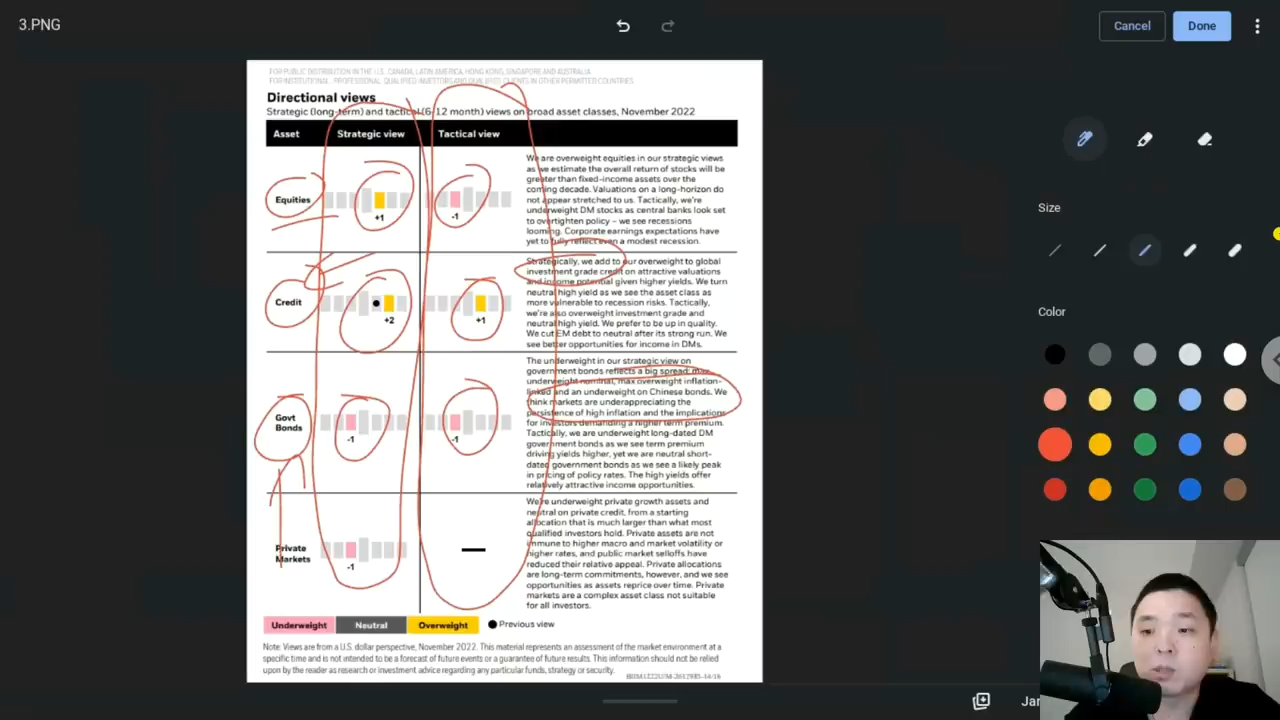 3.PNG
Cancel
Done
FOR PUBLIC DISTRIBUTION IN THE U.S., CANADA, LATIN AMERICA, HONG KONG, SINGAPORE AND AUSTRALIA.
FOR INSTITUTIONAL, PROFESSIONAL, QUALIFIED INVESTORS AND QUALIFIED CLIENTS IN OTHER PERMITTED COUNTRIES.
Directional views
Strategic (long-term) and tactical (6-12 month) views on broad asset classes, November 2022
Asset
Strategic view
Tactical view
Equities
+1
-1
We are overweight equities in our strategic views
as we estimate the overall return of stocks will be
greater than fixed-income assets over the
coming decade. Valuations on a long-horizon do
not appear stretched to us. Tactically, we're
underweight DM stocks as central banks look set
to overtighten policy – we see recessions
looming. Corporate earnings expectations have
yet to fully reflect even a modest recession.
Credit
+2
+1
Strategically, we add to our overweight to global
investment grade credit on attractive valuations
and income potential given higher yields. We turn
neutral high yield as we see the asset class as
more vulnerable to recession risks. Tactically,
we're also overweight investment grade and
neutral high yield. We prefer to be up in quality.
We cut EM debt to neutral after its strong run. We
see better opportunities for income in DMs.
Govt
Bonds
-1
-1
The underweight in our strategic view on
government bonds reflects a big spread: max
underweight nominal, max overweight inflation-
linked and an underweight on Chinese bonds. We
think markets are underappreciating the
persistence of high inflation and the implications
for investors demanding a higher term premium.
Tactically, we are underweight long-dated DM
government bonds as we see term premium
driving yields higher, yet we are neutral short-
dated government bonds as we see a likely peak
in pricing of policy rates. The high yields offer
relatively attractive income opportunities.
Private
Markets
-1
We're underweight private growth assets and
neutral on private credit, from a starting
allocation that is much larger than what most
qualified investors hold. Private assets are not
immune to higher macro and market volatility or
higher rates, and public market selloffs have
reduced their relative appeal. Private allocations
are long-term commitments, however, and we see
opportunities as assets reprice over time. Private
markets are a complex asset class not suitable
for all investors.
Underweight
Neutral
Overweight
Previous view
Note: Views are from a U.S. dollar perspective, November 2022. This material represents an assessment of the market environment at a
specific time and is not intended to be a forecast of future events or a guarantee of future results. This information should not be relied
upon by the reader as research or investment advice regarding any particular funds, strategy or security.
Size
Color
Jan